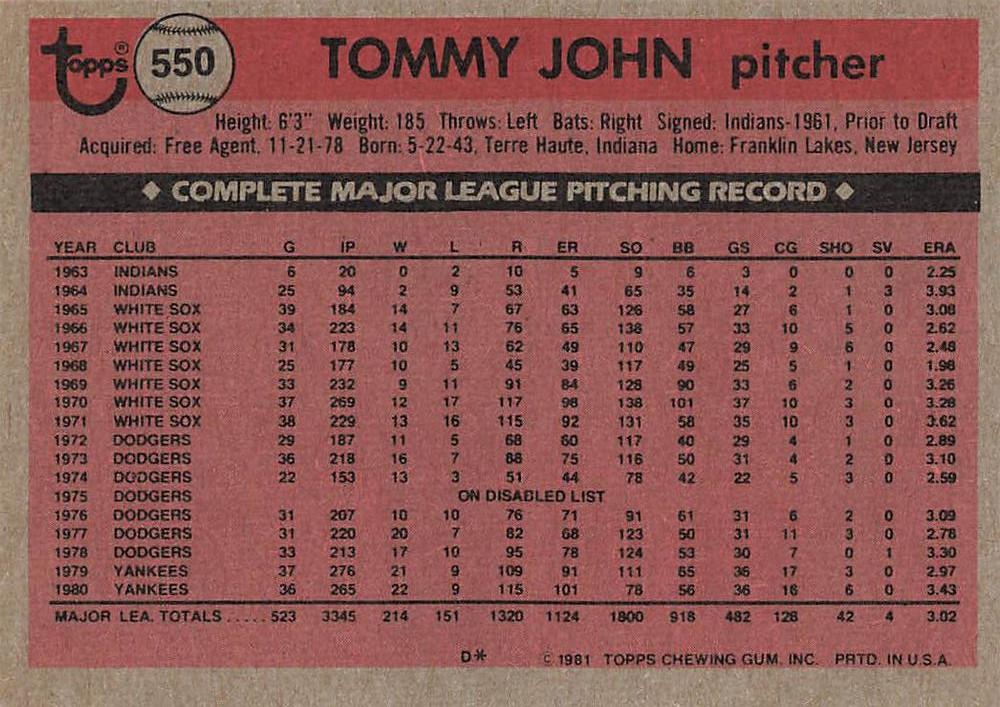 topps® 550 TOMMY JOHN pitcher
Height: 6'3" Weight: 185 Throws: Left Bats: Right Signed: Indians-1961, Prior to Draft
Acquired: Free Agent, 11-21-78 Born: 5-22-43, Terre Haute, Indiana Home: Franklin Lakes, New Jersey
◆ COMPLETE MAJOR LEAGUE PITCHING RECORD ◆
YEAR CLUB G IP W L R ER SO BB GS CG SHO SV ERA
1963 INDIANS 6 20 0 2 10 5 9 6 3 0 0 0 2.25
1964 INDIANS 25 94 2 9 53 41 65 35 14 2 1 3 3.93
1965 WHITE SOX 39 184 14 7 67 63 126 58 27 6 1 0 3.08
1966 WHITE SOX 34 223 14 11 76 65 138 57 33 10 5 0 2.62
1967 WHITE SOX 31 178 10 13 62 49 110 47 29 9 6 0 2.48
1968 WHITE SOX 25 177 10 5 45 39 117 49 25 5 1 0 1.98
1969 WHITE SOX 33 232 9 11 91 84 128 90 33 6 2 0 3.26
1970 WHITE SOX 37 269 12 17 117 98 138 101 37 10 3 0 3.28
1971 WHITE SOX 38 229 13 16 115 92 131 58 35 10 3 0 3.62
1972 DODGERS 29 187 11 5 68 60 117 40 29 4 1 0 2.89
1973 DODGERS 36 218 16 7 88 75 116 50 31 4 2 0 3.10
1974 DODGERS 22 153 13 3 51 44 78 42 22 5 3 0 2.59
1975 DODGERS ON DISABLED LIST
1976 DODGERS 31 207 10 10 76 71 91 61 31 6 2 0 3.09
1977 DODGERS 31 220 20 7 82 68 123 50 31 11 3 0 2.78
1978 DODGERS 33 213 17 10 95 78 124 53 30 7 0 1 3.30
1979 YANKEES 37 276 21 9 109 91 111 65 36 17 3 0 2.97
1980 YANKEES 36 265 22 9 115 101 78 56 36 16 6 0 3.43
MAJOR LEA. TOTALS ..... 523 3345 214 151 1320 1124 1800 918 482 128 42 4 3.02
D* © 1981 TOPPS CHEWING GUM, INC. PRTD. IN U.S.A.